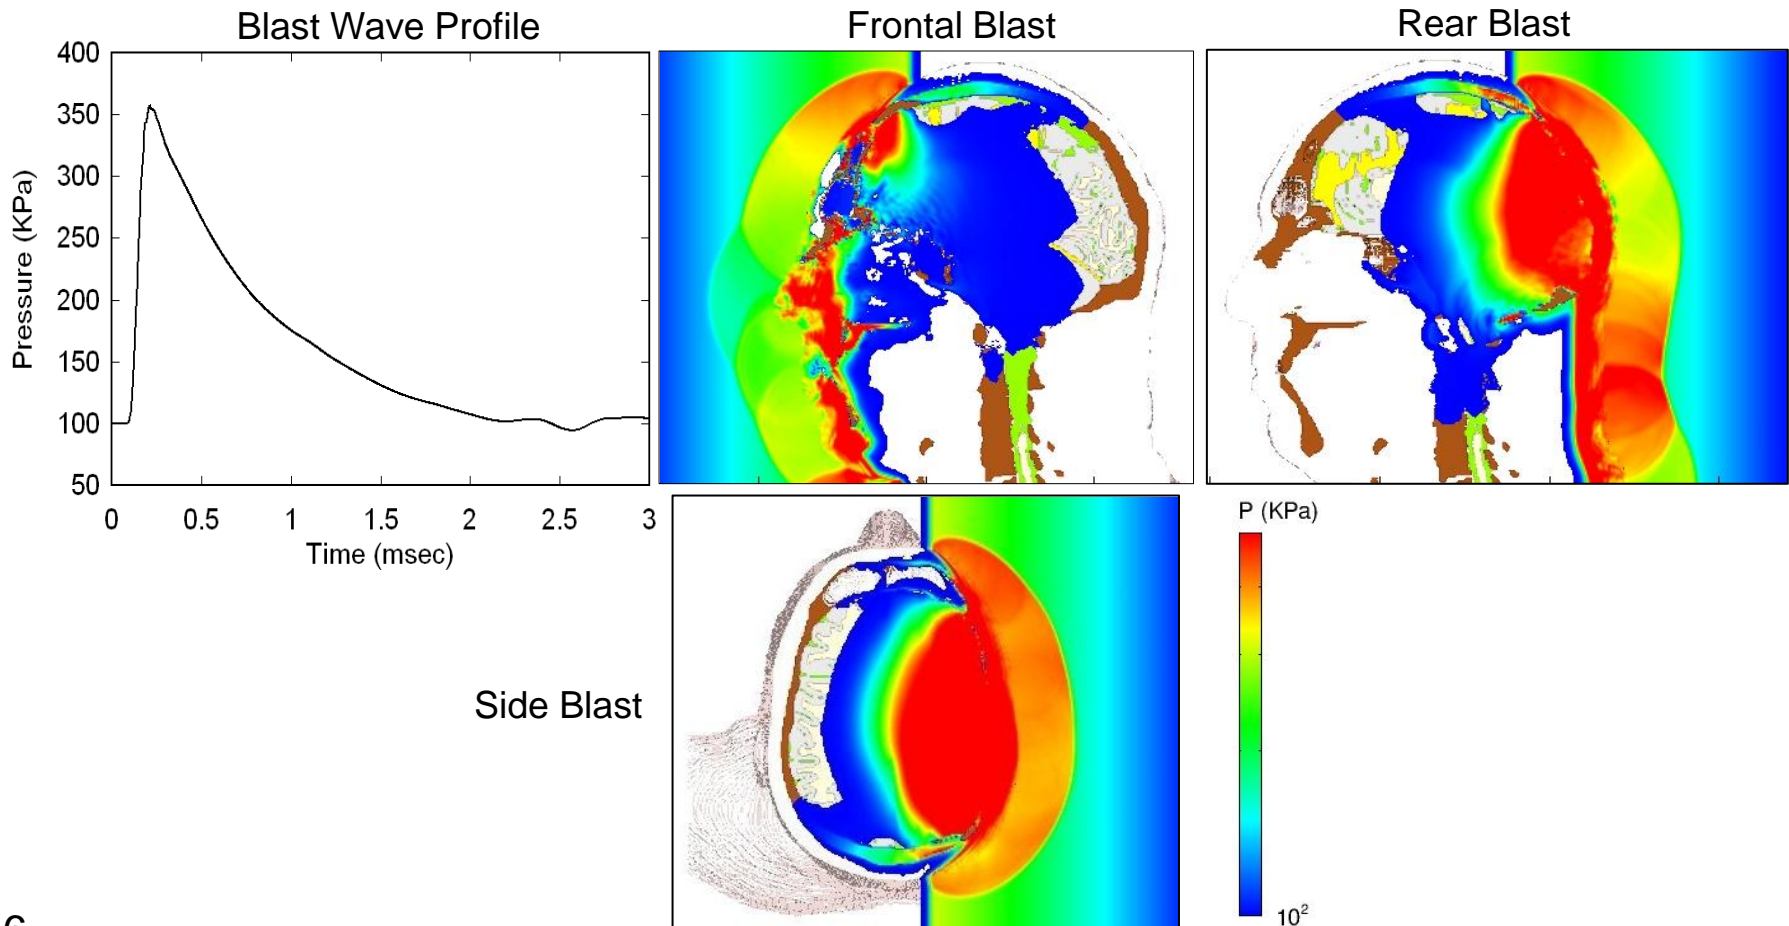 Blast Wave Profile
Frontal Blast
Rear Blast
400
350
300
250
200
150
100
50
Pressure (KPa)
0 0.5 1 1.5 2 2.5 3
Time (msec)
Side Blast
P (KPa)
10²